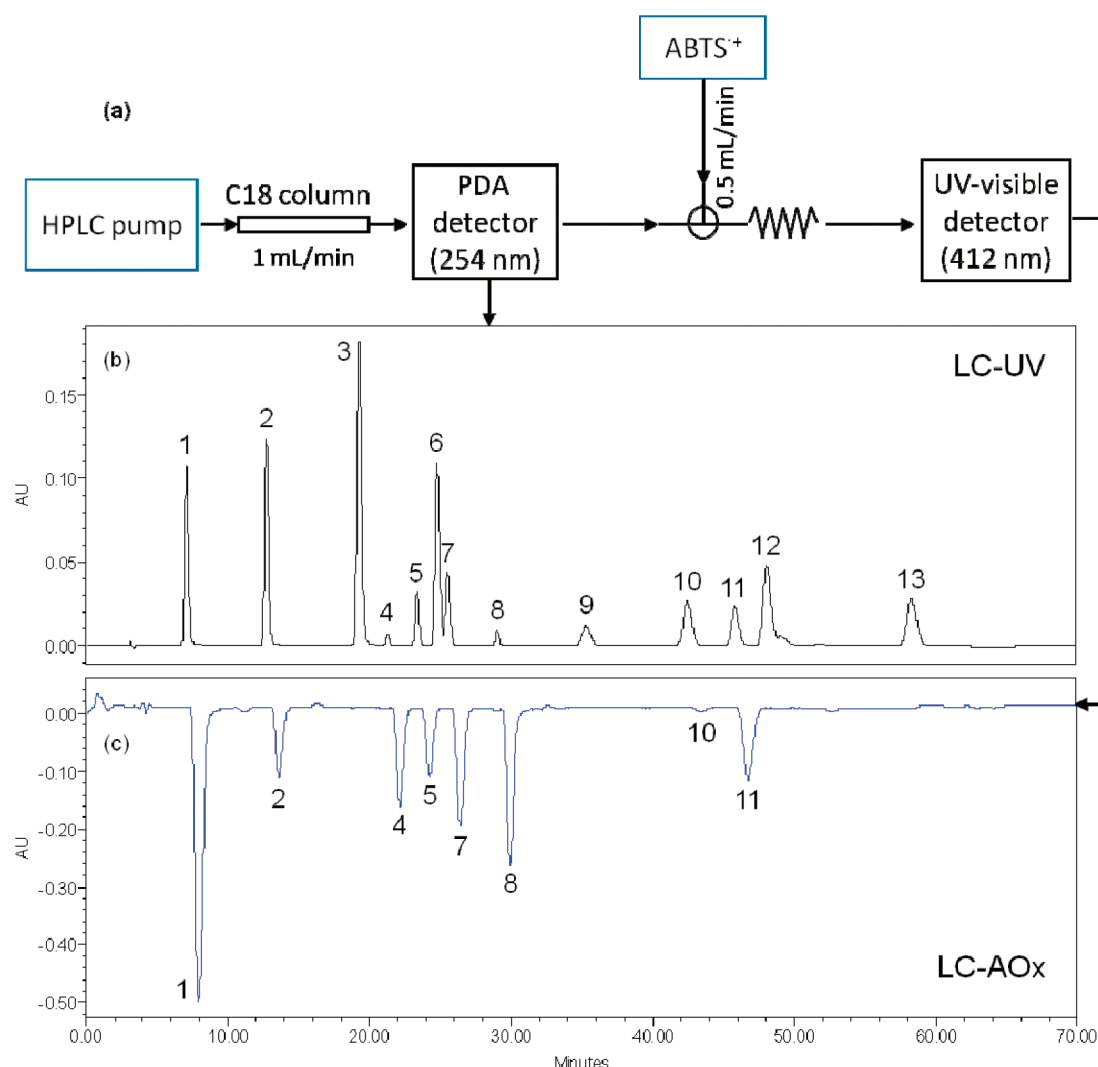 ABTS·+
(a)
0.5 mL/min
C18 column
HPLC pump
1 mL/min
PDA
detector
(254 nm)
UV-visible
detector
(412 nm)
(b)
LC-UV
AU
0.15
0.10
0.05
0.00
1
2
3
4
5
6
7
8
9
10
11
12
13
(c)
LC-AOx
AU
0.00
-0.10
-0.20
-0.30
-0.40
-0.50
1
2
4
5
7
8
10
11
0.00 10.00 20.00 30.00 40.00 50.00 60.00 70.00
Minutes